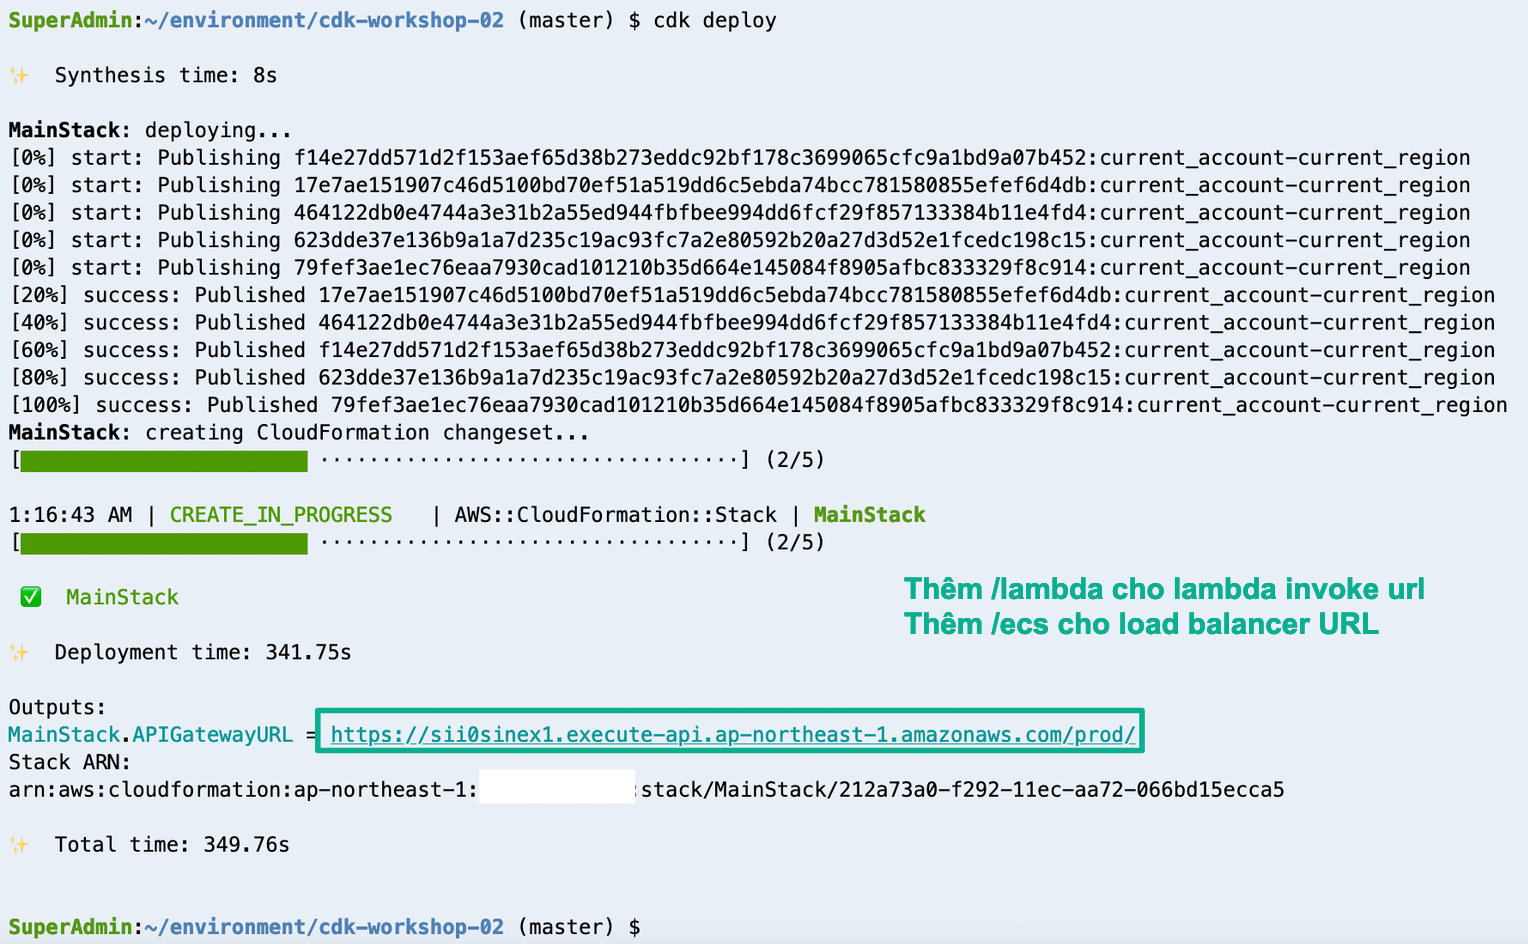 SuperAdmin:~/environment/cdk-workshop-02 (master) $ cdk deploy
✨  Synthesis time: 8s
MainStack: deploying...
[0%] start: Publishing f14e27dd571d2f153aef65d38b273eddc92bf178c3699065cfc9a1bd9a07b452:current_account-current_region
[0%] start: Publishing 17e7ae151907c46d5100bd70ef51a519dd6c5ebda74bcc781580855efef6d4db:current_account-current_region
[0%] start: Publishing 464122db0e4744a3e31b2a55ed944fbfbee994dd6fcf29f857133384b11e4fd4:current_account-current_region
[0%] start: Publishing 623dde37e136b9a1a7d235c19ac93fc7a2e80592b20a27d3d52e1fcedc198c15:current_account-current_region
[0%] start: Publishing 79fef3ae1ec76eaa7930cad101210b35d664e145084f8905afbc833329f8c914:current_account-current_region
[20%] success: Published 17e7ae151907c46d5100bd70ef51a519dd6c5ebda74bcc781580855efef6d4db:current_account-current_region
[40%] success: Published 464122db0e4744a3e31b2a55ed944fbfbee994dd6fcf29f857133384b11e4fd4:current_account-current_region
[60%] success: Published f14e27dd571d2f153aef65d38b273eddc92bf178c3699065cfc9a1bd9a07b452:current_account-current_region
[80%] success: Published 623dde37e136b9a1a7d235c19ac93fc7a2e80592b20a27d3d52e1fcedc198c15:current_account-current_region
[100%] success: Published 79fef3ae1ec76eaa7930cad101210b35d664e145084f8905afbc833329f8c914:current_account-current_region
MainStack: creating CloudFormation changeset...
[██████████████████████· · · · · · · · · · · · · · · · · · · · · · · · · · · · · · · · · ·] (2/5)
1:16:43 AM | CREATE_IN_PROGRESS   | AWS::CloudFormation::Stack | MainStack
[██████████████████████· · · · · · · · · · · · · · · · · · · · · · · · · · · · · · · · · ·] (2/5)
Thêm /lambda cho lambda invoke url
✅  MainStack
Thêm /ecs cho load balancer URL
✨  Deployment time: 341.75s
Outputs:
MainStack.APIGatewayURL = https://sii0sinex1.execute-api.ap-northeast-1.amazonaws.com/prod/
Stack ARN:
arn:aws:cloudformation:ap-northeast-1: :stack/MainStack/212a73a0-f292-11ec-aa72-066bd15ecca5
✨  Total time: 349.76s
SuperAdmin:~/environment/cdk-workshop-02 (master) $